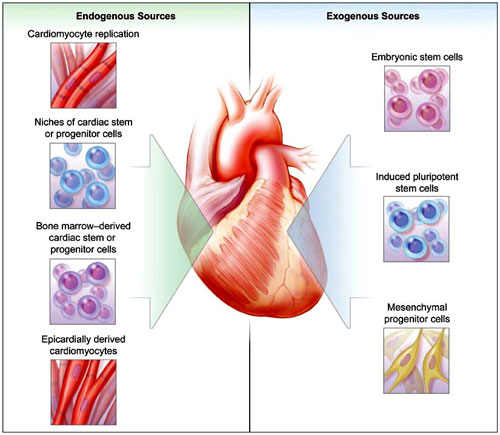 Endogenous Sources
Cardiomyocyte replication
Niches of cardiac stem
or progenitor cells
Bone marrow–derived
cardiac stem or
progenitor cells
Epicardially derived
cardiomyocytes
Exogenous Sources
Embryonic stem cells
Induced pluripotent
stem cells
Mesenchymal
progenitor cells